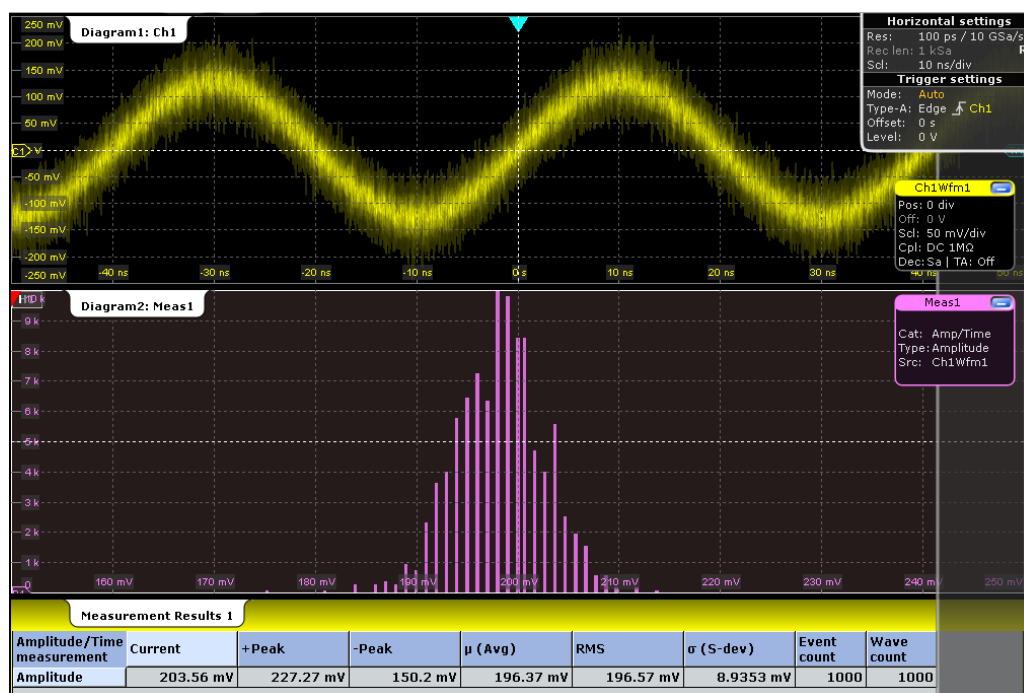 250 mV
Diagram1: Ch1
200 mV
150 mV
100 mV
50 mV
C1 V
-50 mV
-100 mV
-150 mV
-200 mV
-250 mV
-40 ns -30 ns -20 ns -10 ns 0 s 10 ns 20 ns 30 ns 40 ns 50 ns
Horizontal settings
Res: 100 ps / 10 GSa/s
Rec len: 1 kSa R
Scl: 10 ns/div
Trigger settings
Mode: Auto
Type-A: Edge Ch1
Offset: 0 s
Level: 0 V
Ch1Wfm1
Pos: 0 div
Off: 0 V
Scl: 50 mV/div
Cpl: DC 1MΩ
Dec: Sa | TA: Off
10 k
Diagram2: Meas1
9 k
8 k
7 k
6 k
5 k
4 k
3 k
2 k
1 k
0
160 mV 170 mV 180 mV 190 mV 200 mV 210 mV 220 mV 230 mV 240 mV 250 mV
Meas1
Cat: Amp/Time
Type: Amplitude
Src: Ch1Wfm1
Measurement Results 1
Amplitude/Time measurement Current +Peak -Peak µ (Avg) RMS σ (S-dev) Event count Wave count
Amplitude 203.56 mV 227.27 mV 150.2 mV 196.37 mV 196.57 mV 8.9353 mV 1000 1000